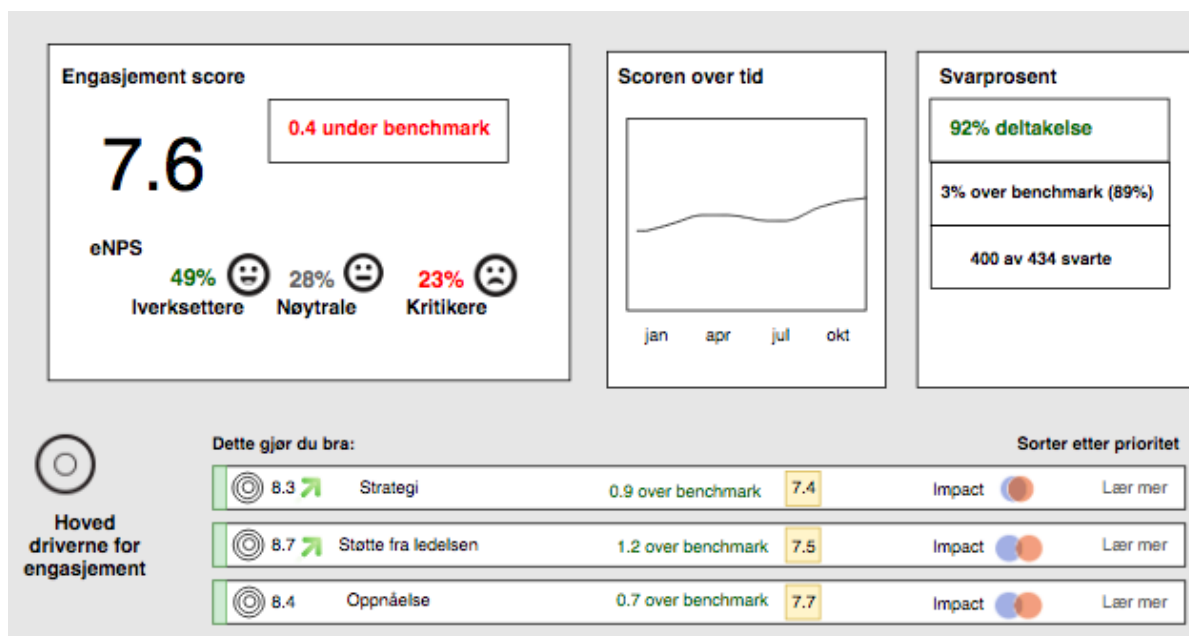 Engasjement score
0.4 under benchmark
7.6
eNPS
49%
Iverksettere
28%
Nøytrale
23%
Kritikere
Scoren over tid
jan apr jul okt
Svarprosent
92% deltakelse
3% over benchmark (89%)
400 av 434 svarte
Hoved
driverne for
engasjement
Dette gjør du bra:
Sorter etter prioritet
8.3 Strategi 0.9 over benchmark 7.4 Impact Lær mer
8.7 Støtte fra ledelsen 1.2 over benchmark 7.5 Impact Lær mer
8.4 Oppnåelse 0.7 over benchmark 7.7 Impact Lær mer